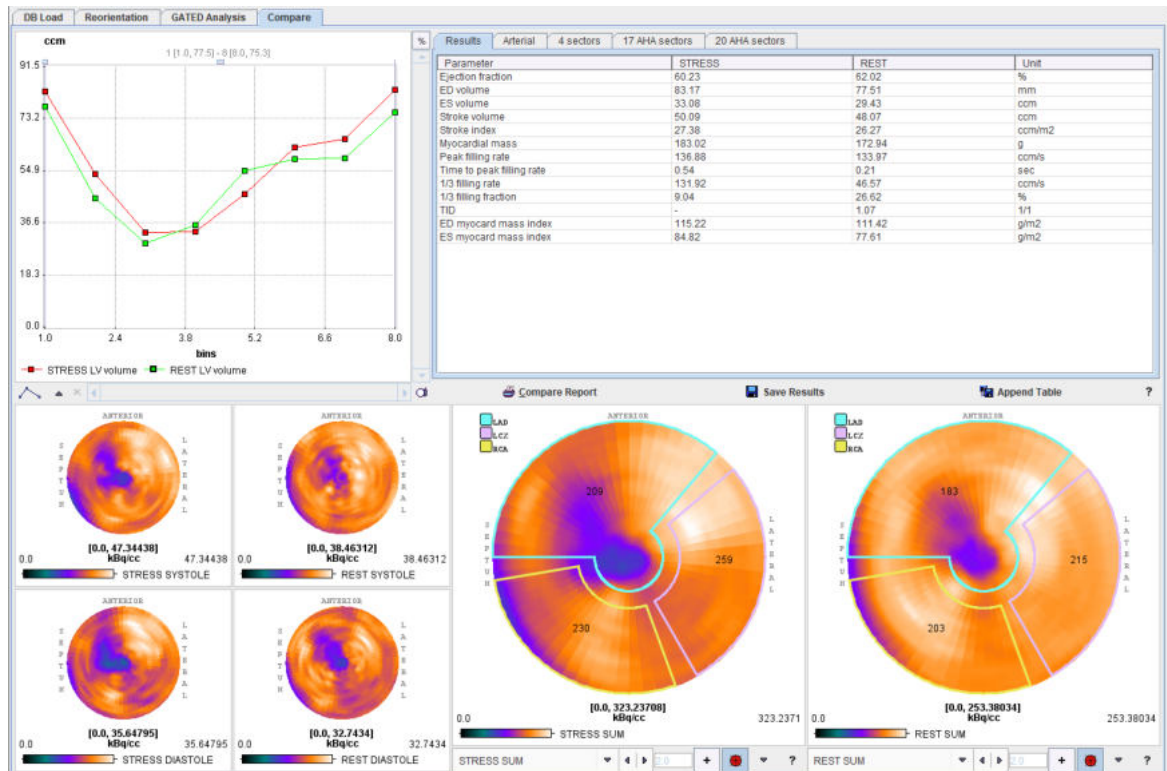 DB Load Reorientation GATED Analysis Compare
ccm
1 [1.0, 77.5] - 8 [8.0, 75.3]
%
91.5
73.2
54.9
36.6
18.3
0.0
1.0 2.4 3.8 5.2 6.6 8.0
bins
STRESS LV volume REST LV volume
Results Arterial 4 sectors 17 AHA sectors 20 AHA sectors
Parameter STRESS REST Unit
Ejection fraction 60.23 62.02 %
ED volume 83.17 77.51 mm
ES volume 33.08 29.43 ccm
Stroke volume 50.09 48.07 ccm
Stroke index 27.38 26.27 ccm/m2
Myocardial mass 183.02 172.94 g
Peak filling rate 136.88 133.97 ccm/s
Time to peak filling rate 0.54 0.21 sec
1/3 filling rate 131.92 46.57 ccm/s
1/3 filling fraction 9.04 26.62 %
TID - 1.07 1/1
ED myocard mass index 115.22 111.42 g/m2
ES myocard mass index 84.82 77.61 g/m2
Compare Report Save Results Append Table ?
ANTERIOR
SEPTUM
LATERAL
[0.0, 47.34438]
0.0 kBq/cc 47.34438
STRESS SYSTOLE
ANTERIOR
SEPTUM
LATERAL
[0.0, 38.46312]
0.0 kBq/cc 38.46312
REST SYSTOLE
ANTERIOR
SEPTUM
LATERAL
[0.0, 35.64795]
0.0 kBq/cc 35.64795
STRESS DIASTOLE
ANTERIOR
SEPTUM
LATERAL
[0.0, 32.7434]
0.0 kBq/cc 32.7434
REST DIASTOLE
ANTERIOR
LAD
LCX
RCA
SEPTUM
LATERAL
209
259
230
[0.0, 323.23708]
0.0 kBq/cc 323.2371
STRESS SUM
STRESS SUM 2.0 + ?
ANTERIOR
LAD
LCX
RCA
SEPTUM
LATERAL
183
215
203
[0.0, 253.38034]
0.0 kBq/cc 253.38034
REST SUM
REST SUM 2.0 + ?